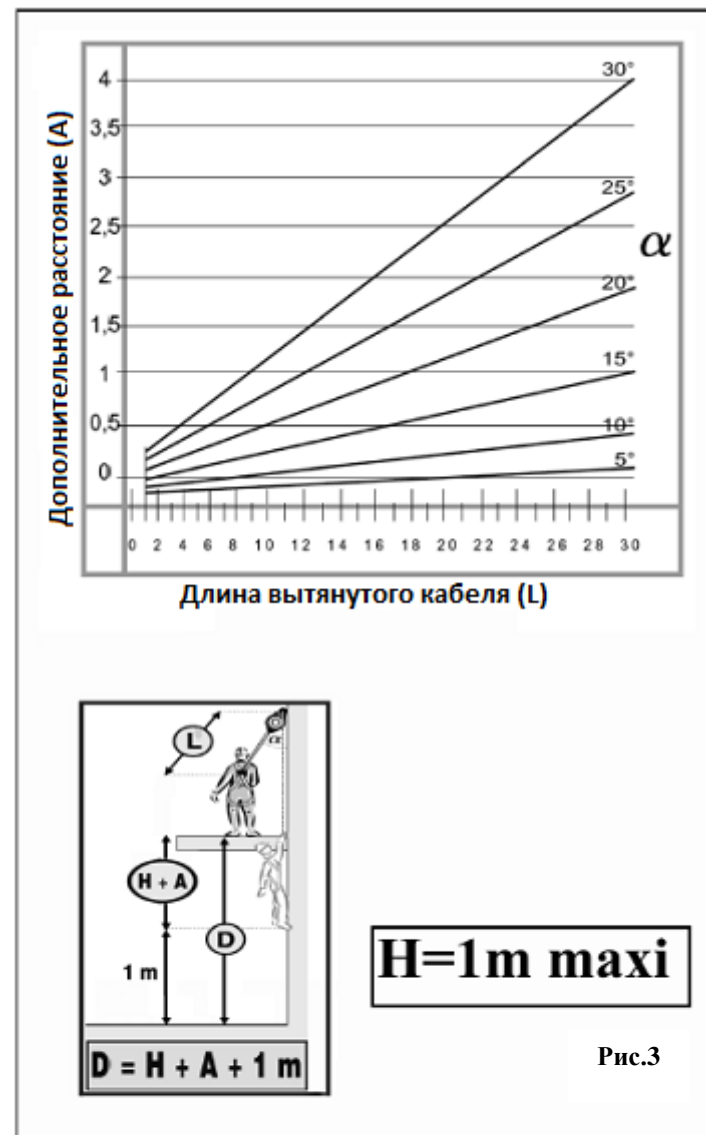 Дополнительное расстояние (А)
4
3,5
3
2,5
2
1,5
1
0,5
0
30°
25°
20°
15°
10°
5°
α
0 2 4 6 8 10 12 14 16 18 20 22 24 26 28 30
Длина вытянутого кабеля (L)
L
α
H + A
D
1 m
D = H + A + 1 m
H=1m maxi
Рис.3